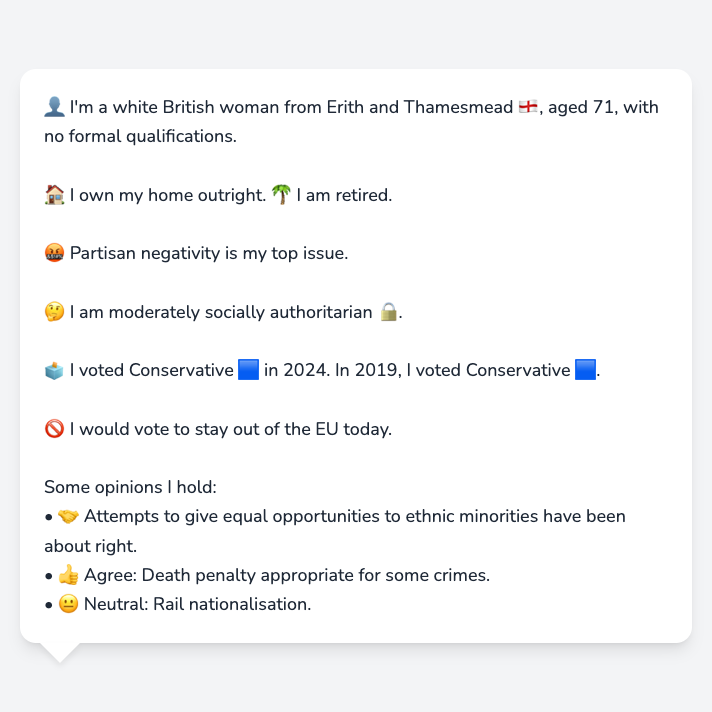 👤 I'm a white British woman from Erith and Thamesmead 🏴󠁧󠁢󠁥󠁮󠁧󠁿, aged 71, with
no formal qualifications.
🏠 I own my home outright. 🌴 I am retired.
🤬 Partisan negativity is my top issue.
🤔 I am moderately socially authoritarian 🔒.
🗳️ I voted Conservative 🟦 in 2024. In 2019, I voted Conservative 🟦.
🚫 I would vote to stay out of the EU today.
Some opinions I hold:
• 🤝 Attempts to give equal opportunities to ethnic minorities have been
about right.
• 👍 Agree: Death penalty appropriate for some crimes.
• 😐 Neutral: Rail nationalisation.